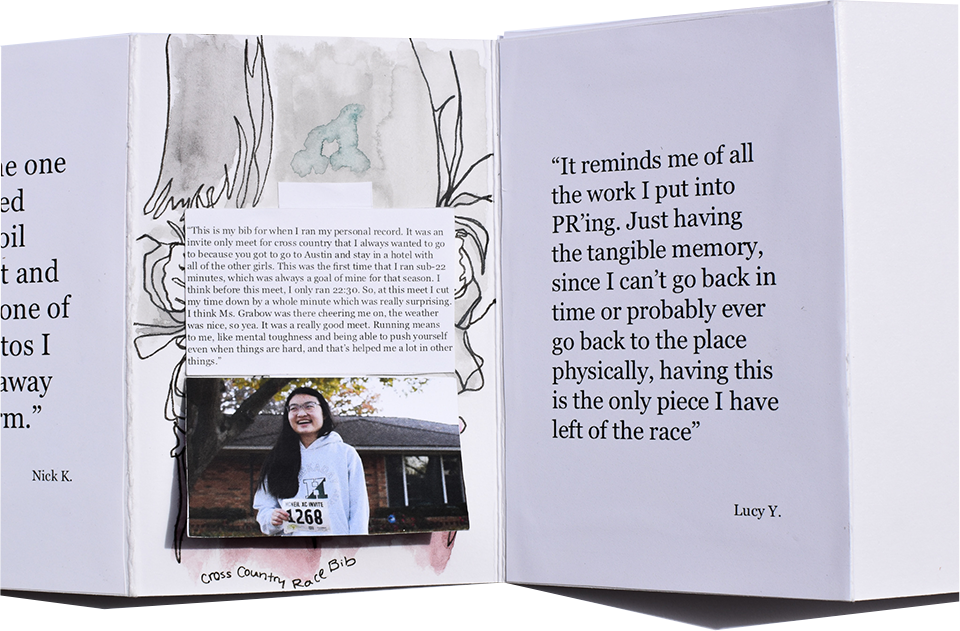 one
ed
oil
t and
one of
tos I
away
rm.”
Nick K.
“This is my bib for when I ran my personal record. It was an
invite only meet for cross country that I always wanted to go
to because you got to go to Austin and stay in a hotel with
all of the other girls. This was the first time that I ran sub-22
minutes, which was always a goal of mine for that season. I
think before this meet, I only ran 22:30. So, at this meet I cut
my time down by a whole minute which was really surprising.
I think Ms. Grabow was there cheering me on, the weather
was nice, so yea. It was a really good meet. Running means
to me, like mental toughness and being able to push yourself
even when things are hard, and that’s helped me a lot in other
things.”
H
INVITE
1268
Cross Country Race Bib
“It reminds me of all
the work I put into
PR’ing. Just having
the tangible memory,
since I can’t go back in
time or probably ever
go back to the place
physically, having this
is the only piece I have
left of the race”
Lucy Y.